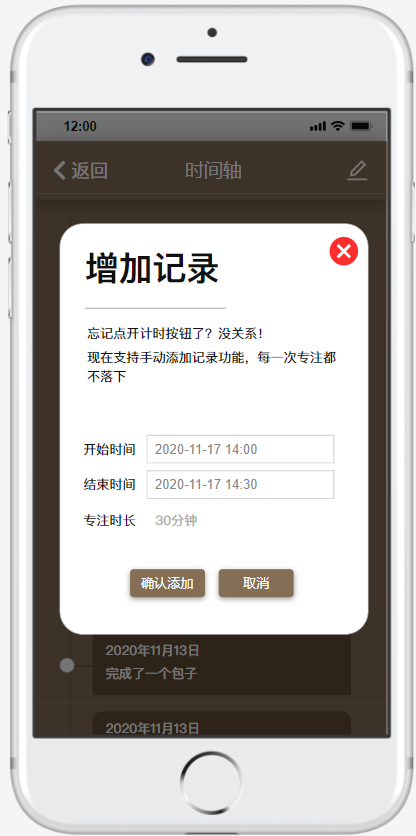 12:00
返回
时间轴
增加记录
忘记点开计时按钮了？没关系！
现在支持手动添加记录功能，每一次专注都
不落下
开始时间
2020-11-17 14:00
结束时间
2020-11-17 14:30
专注时长
30分钟
确认添加
取消
2020年11月13日
完成了一个包子
2020年11月13日